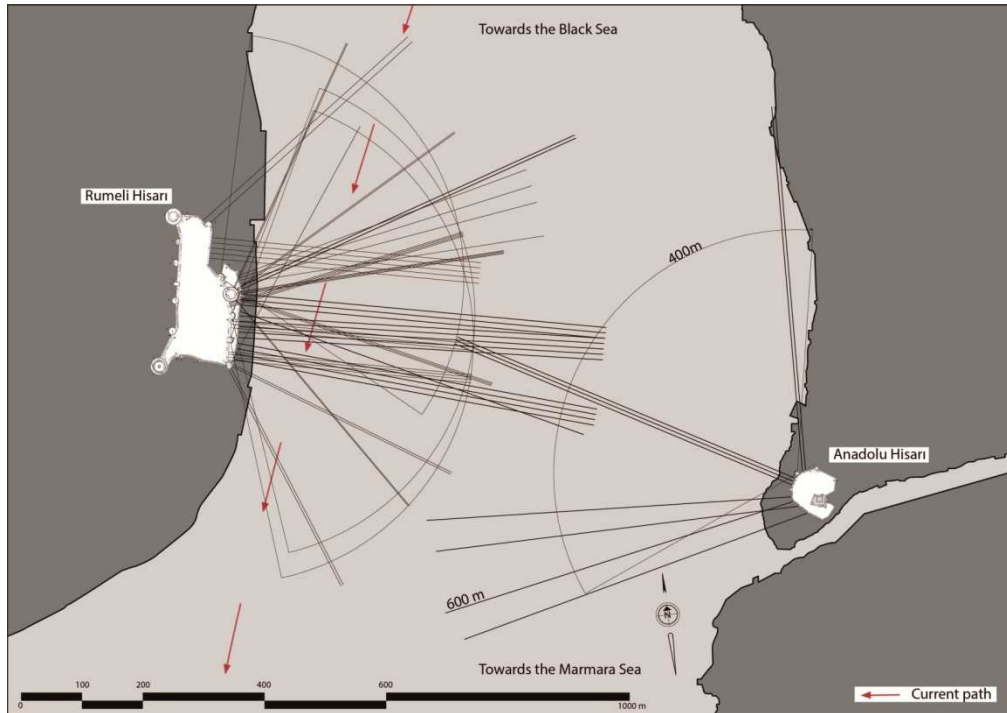 Towards the Black Sea
Rumeli Hisarı
400m
Anadolu Hisarı
600 m
N
Towards the Marmara Sea
100 200 400 600
0 1000 m
Current path